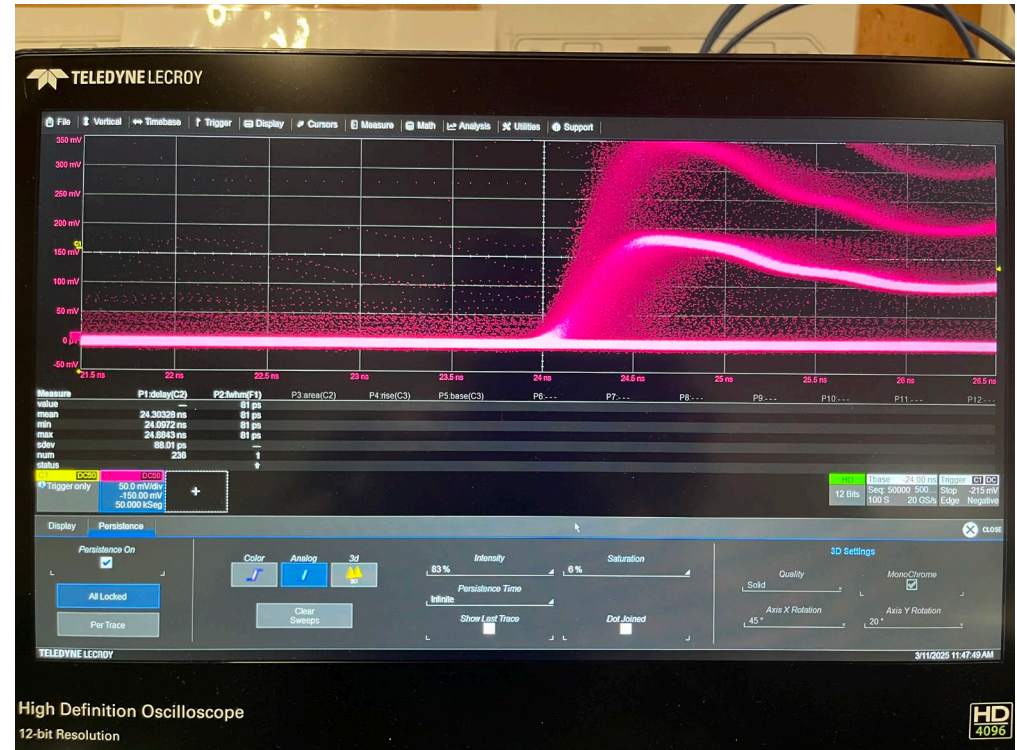 TELEDYNE LECROY
File Vertical Timebase Trigger Display Cursors Measure Math Analysis Utilities Support
350 mV
300 mV
250 mV
200 mV
C1
150 mV
100 mV
50 mV
-50 mV
21.5 ns 22 ns 22.5 ns 23 ns 23.5 ns 24 ns 24.5 ns 25 ns 25.5 ns 26 ns 26.5 ns
Measure P1:delay(C2) P2:fwhm(F1) P3:area(C2) P4:rise(C3) P5:base(C3) P6:--- P7:--- P8:--- P9:--- P10:--- P11:--- P12:---
value --- 81 ps
mean 24.30328 ns 81 ps
min 24.0972 ns 81 ps
max 24.8843 ns 81 ps
sdev 88.01 ps ---
num 236 1
status
C1 DC50 DC50 HD Tbase -24.00 ns Trigger C1 DC
Trigger only 50.0 mV/div + 12 Bits Seq: 50000 500... Stop -215 mV
-150.00 mV 100 S 20 GS/s Edge Negative
50.000 kSeg
Display Persistence CLOSE
Persistence On Color Analog 3d Intensity Saturation 3D Settings
83 % 6 % Quality MonoChrome
All Locked Persistence Time Solid
Infinite
Clear Sweeps Show Last Trace Dot Joined Axis X Rotation Axis Y Rotation
Per Trace 45 ° 20 °
TELEDYNE LECROY 3/11/2025 11:47:49 AM
High Definition Oscilloscope HD
12-bit Resolution 4096